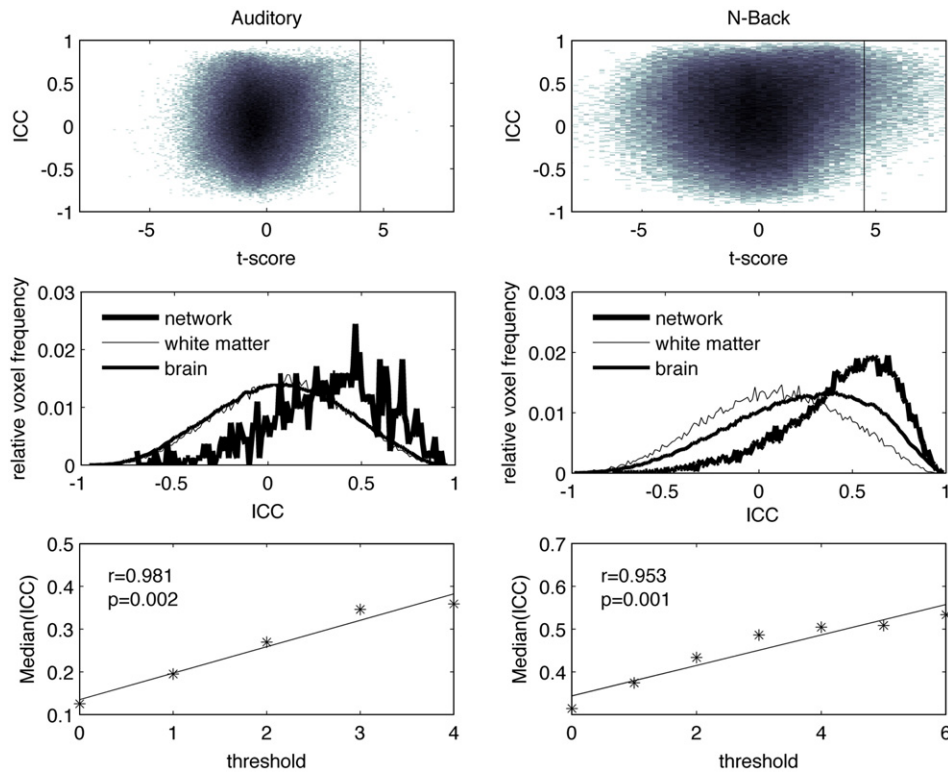 Auditory
N-Back
1
0.5
0
-0.5
-1
ICC
-5
0
5
t-score
1
0.5
0
-0.5
-1
ICC
-5
0
5
t-score
0.03
0.02
0.01
0
relative voxel frequency
network
white matter
brain
-0.5
0
0.5
1
ICC
0.03
0.02
0.01
0
relative voxel frequency
network
white matter
brain
-1
-0.5
0
0.5
1
ICC
0.5
0.4
0.3
0.2
0.1
Median(ICC)
r=0.981
p=0.002
0
1
2
3
4
threshold
0.7
0.6
0.5
0.4
Median(ICC)
r=0.953
p=0.001
0
1
2
3
4
5
6
threshold